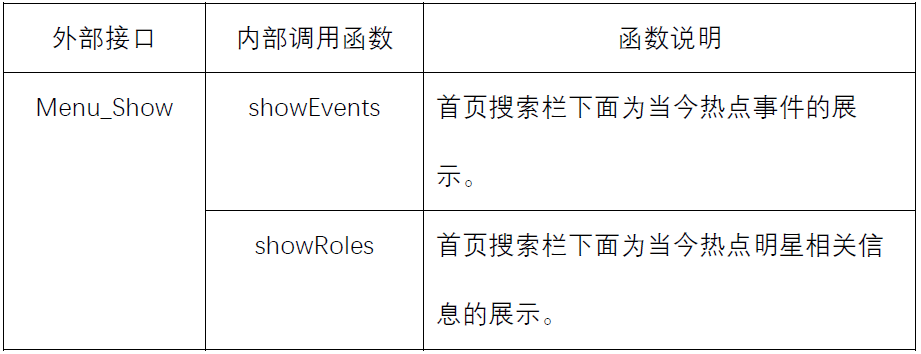 外部接口 内部调用函数 函数说明
Menu_Show showEvents 首页搜索栏下面为当今热点事件的展
示。
showRoles 首页搜索栏下面为当今热点明星相关信
息的展示。